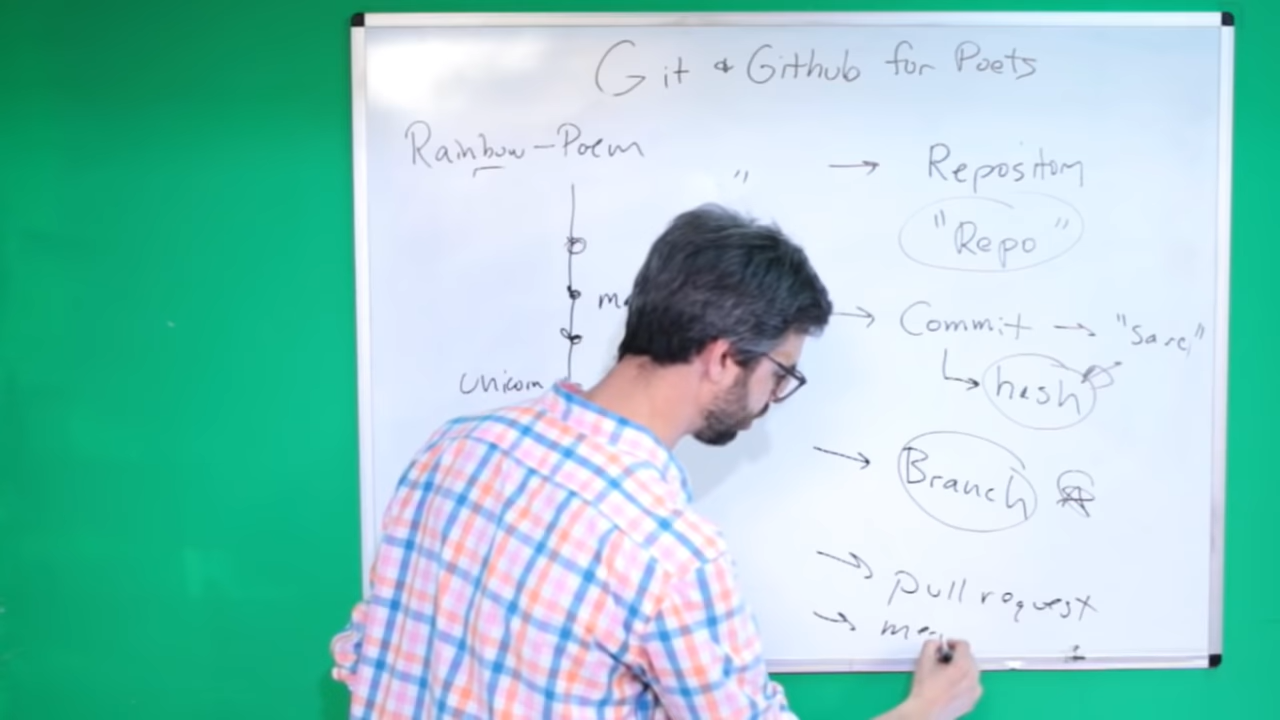 Git & Github for Poets
Rainbow-Poem
"
→ Repository
"Repo"
→ Commit → "Save"
hash
Unicorn
→ Branch
→ pull request
→